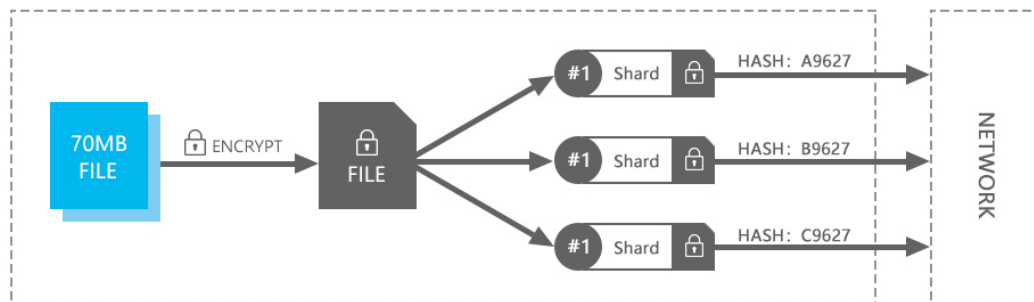 70MB
FILE
ENCRYPT
FILE
#1 Shard
HASH: A9627
#1 Shard
HASH: B9627
#1 Shard
HASH: C9627
NETWORK